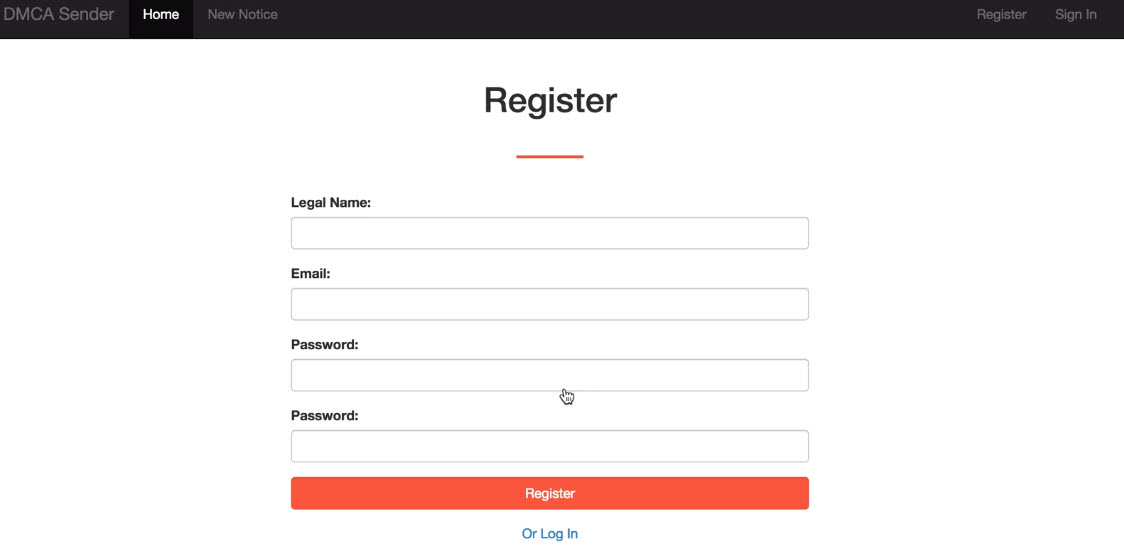 DMCA Sender Home New Notice Register Sign In
Register
Legal Name:
Email:
Password:
Password:
Register
Or Log In